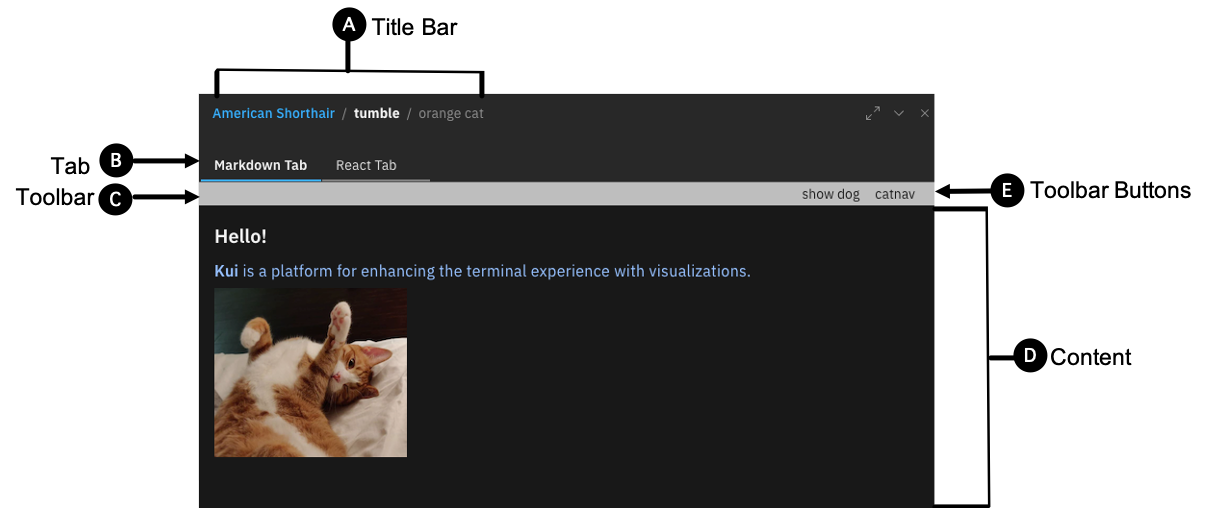 A Title Bar
American Shorthair / tumble / orange cat
Tab B
Markdown Tab React Tab
Toolbar C
show dog catnav
E Toolbar Buttons
Hello!
Kui is a platform for enhancing the terminal experience with visualizations.
D Content